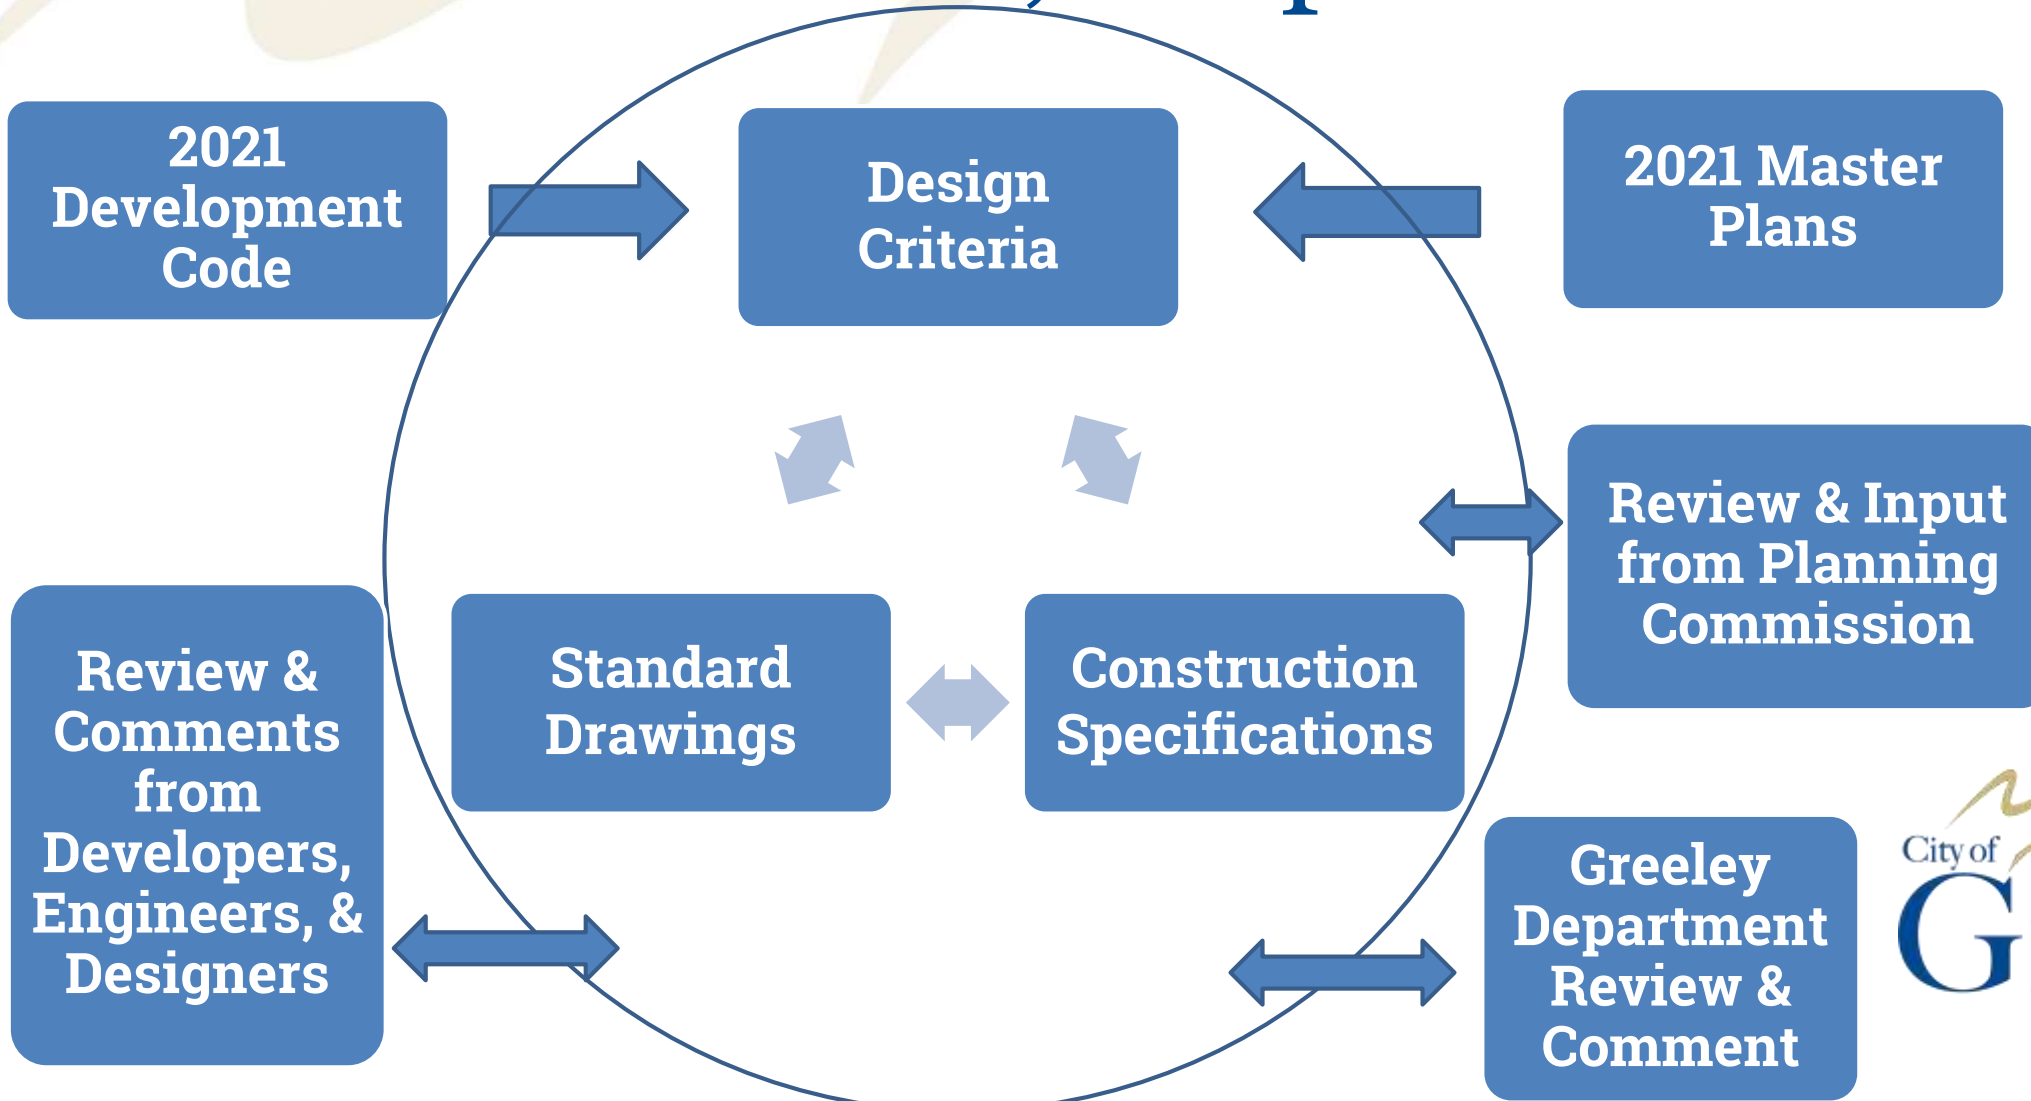 2021
Development
Code
Design
Criteria
2021 Master
Plans
Review & Input
from Planning
Commission
Review &
Comments
from
Developers,
Engineers, &
Designers
Standard
Drawings
Construction
Specifications
Greeley
Department
Review &
Comment
City of
G